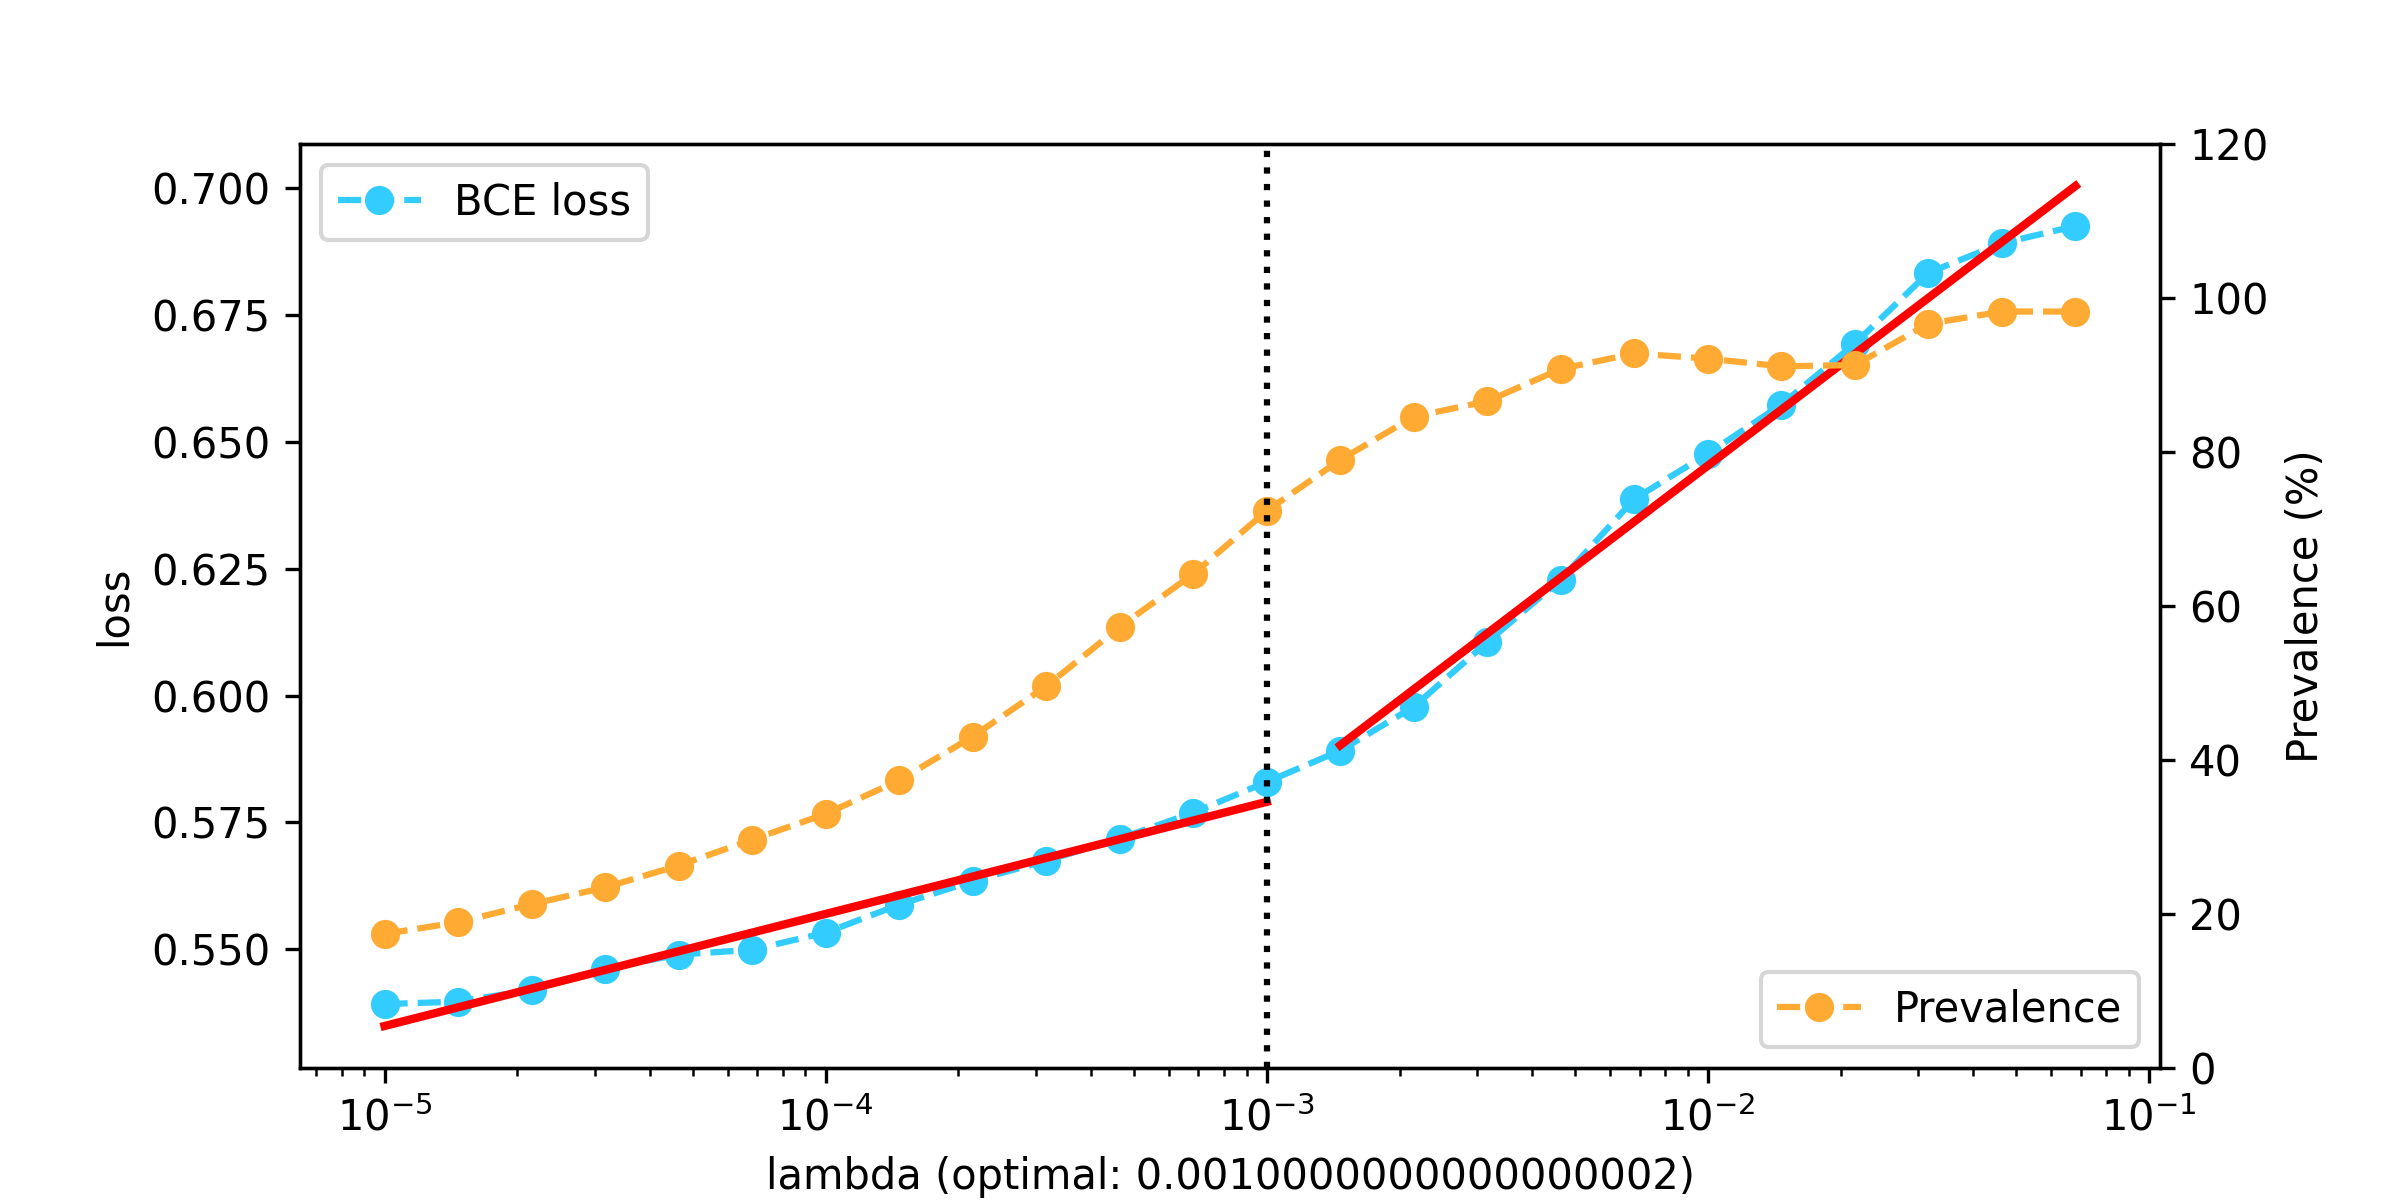 BCE loss
Prevalence
0.700
0.675
0.650
0.625
0.600
0.575
0.550
loss
120
100
80
60
40
20
0
Prevalence (%)
10⁻⁵ 10⁻⁴ 10⁻³ 10⁻² 10⁻¹
lambda (optimal: 0.0010000000000000002)